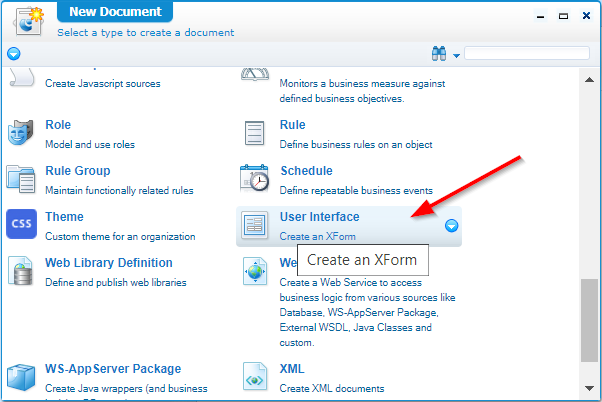 New Document
Select a type to create a document
Create Javascript sources
Monitors a business measure against
defined business objectives.
Role
Model and use roles
Rule
Define business rules on an object
Rule Group
Maintain functionally related rules
Schedule
Define repeatable business events
CSS
Theme
Custom theme for an organization
User Interface
Create an XForm
Create an XForm
Web Library Definition
Define and publish web libraries
We
Create a Web Service to access
business logic from various sources like
Database, WS-AppServer Package,
External WSDL, Java Classes and
custom.
WS-AppServer Package
Create Java wrappers (and business
XML
Create XML documents